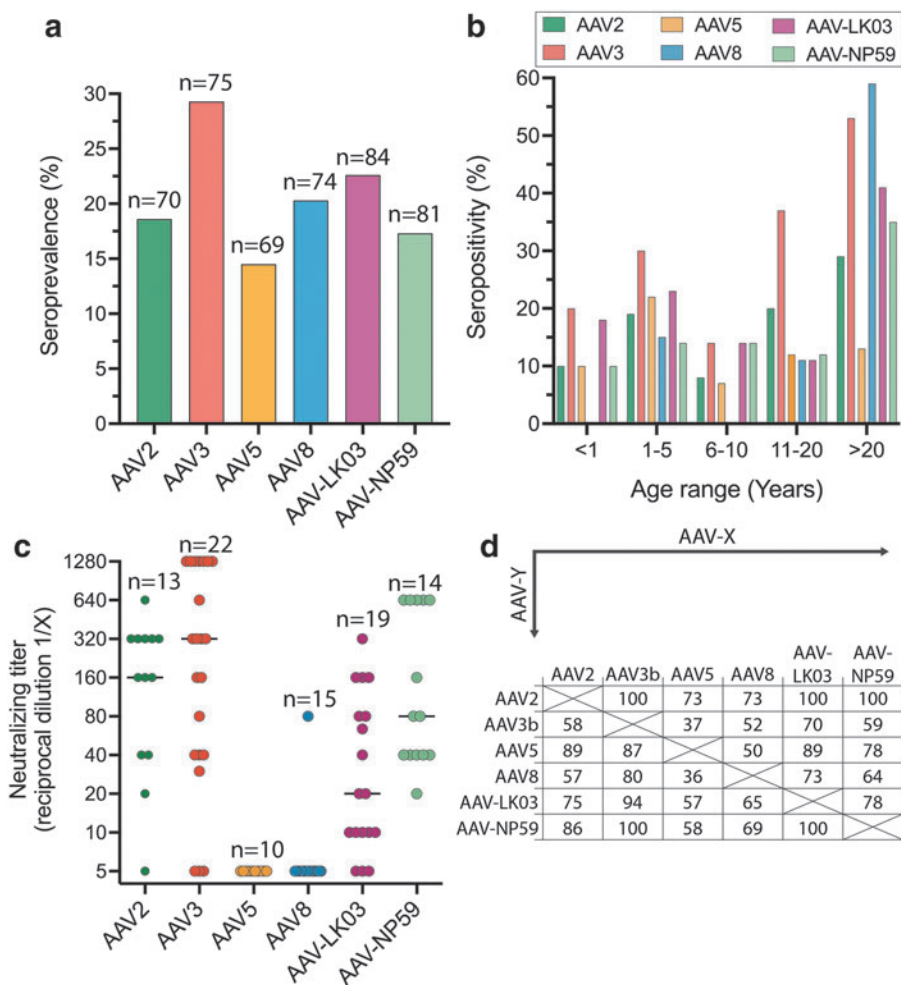 a
Seroprevalence (%)
30
25
20
15
10
5
0
n=70
n=75
n=69
n=74
n=84
n=81
AAV2
AAV3
AAV5
AAV8
AAV-LK03
AAV-NP59
b
AAV2
AAV5
AAV-LK03
AAV3
AAV8
AAV-NP59
Seropositivity (%)
60
50
40
30
20
10
0
<1
1-5
6-10
11-20
>20
Age range (Years)
c
Neutralizing titer
(reciprocal dilution 1/X)
1280
640
320
160
80
40
20
10
5
n=13
n=22
n=10
n=15
n=19
n=14
AAV2
AAV3
AAV5
AAV8
AAV-LK03
AAV-NP59
d
AAV-X
AAV-Y
AAV2 AAV3b AAV5 AAV8 AAV-LK03 AAV-NP59
AAV2 100 73 73 100 100
AAV3b 58 37 52 70 59
AAV5 89 87 50 89 78
AAV8 57 80 36 73 64
AAV-LK03 75 94 57 65 78
AAV-NP59 86 100 58 69 100